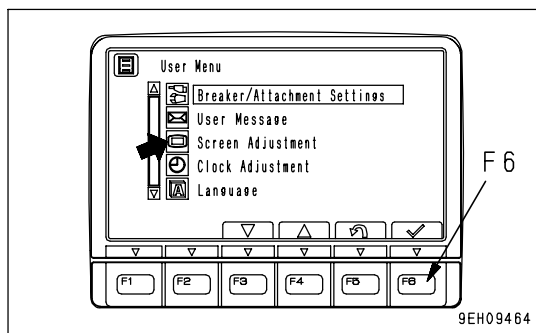 User Menu
Breaker/Attachment Settings
User Message
Screen Adjustment
Clock Adjustment
A Language
F6
F1 F2 F3 F4 F5 F6
9EH09464